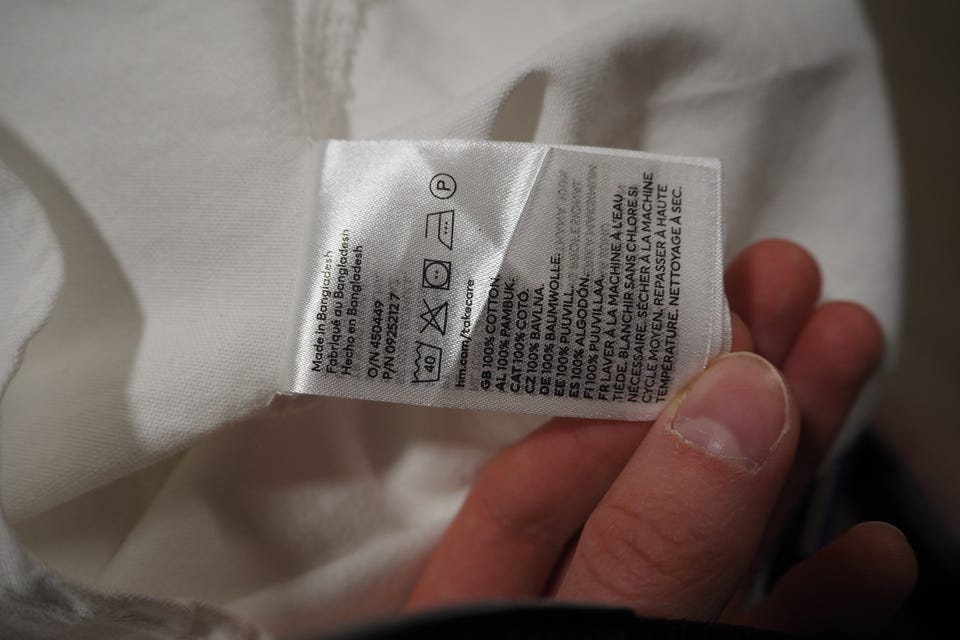 Made in Bangladesh
Fabriqué au Bangladesh
Hecho en Bangladesh
O/N 450449
P/N 09253127
40
P
hm.com/takecare
GB 100% COTTON.
AL 100% PAMBUK.
CAT 100% COTÓ.
CZ 100% BAVLNA.
DE 100% BAUMWOLLE.
EE 100% PUUVILL.
ES 100% ALGODÓN.
FI 100% PUUVILLAA.
FR LAVER À LA MACHINE À L'EAU
TIÈDE, BLANCHIR SANS CHLORE SI
NÉCESSAIRE, SÉCHER À LA MACHINE
CYCLE MOYEN, REPASSER À HAUTE
TEMPÉRATURE, NETTOYAGE À SEC.